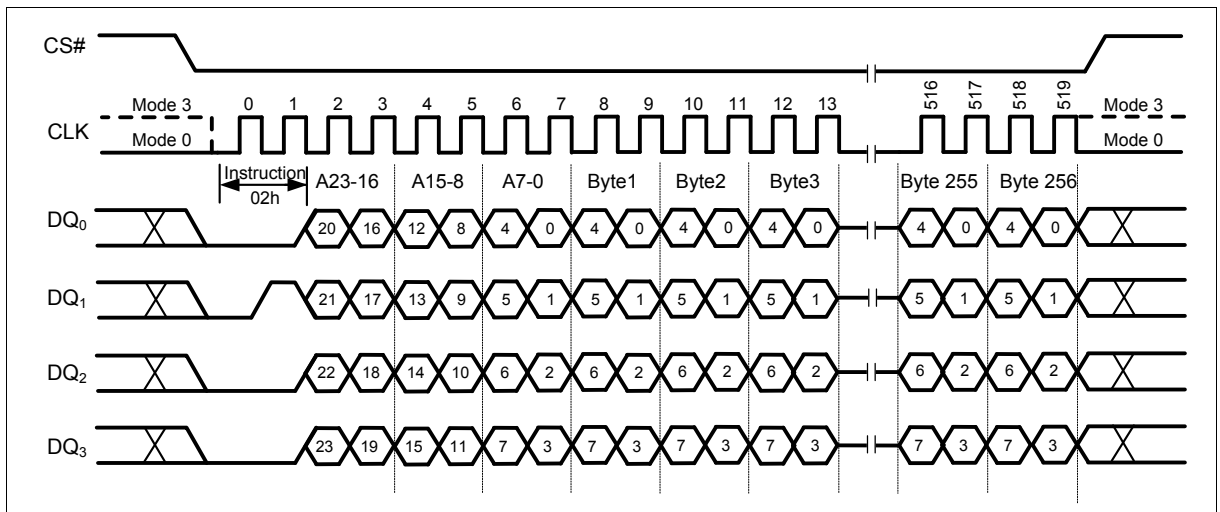 CS#
0 1 2 3 4 5 6 7 8 9 10 11 12 13 516 517 518 519
Mode 3 Mode 3
CLK
Mode 0 Mode 0
Instruction A23-16 A15-8 A7-0 Byte1 Byte2 Byte3 Byte 255 Byte 256
02h
DQ0 20 16 12 8 4 0 4 0 4 0 4 0 4 0 4 0
DQ1 21 17 13 9 5 1 5 1 5 1 5 1 5 1 5 1
DQ2 22 18 14 10 6 2 6 2 6 2 6 2 6 2 6 2
DQ3 23 19 15 11 7 3 7 3 7 3 7 3 7 3 7 3